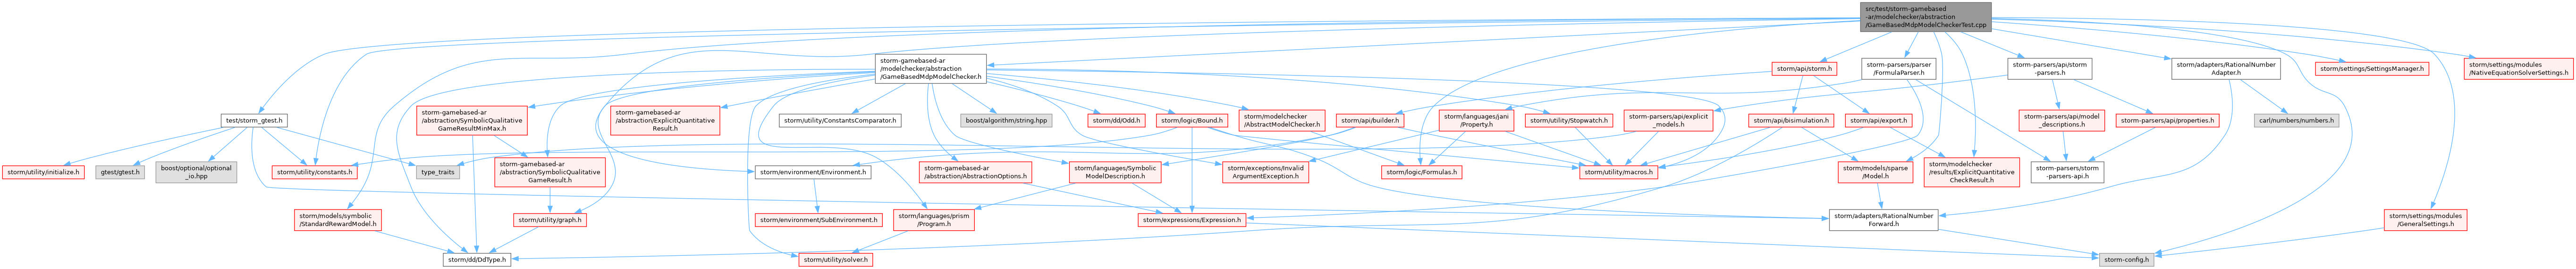 src/test/storm-gamebased
-ar/modelchecker/abstraction
/GameBasedMdpModelCheckerTest.cpp
storm-gamebased-ar
/modelchecker/abstraction
/GameBasedMdpModelChecker.h
storm/api/storm.h
storm-parsers/parser
/FormulaParser.h
storm-parsers/api/storm
-parsers.h
storm/adapters/RationalNumber
Adapter.h
storm/settings/SettingsManager.h
storm/settings/modules
/NativeEquationSolverSettings.h
test/storm_gtest.h
storm-gamebased-ar
/abstraction/SymbolicQualitative
GameResultMinMax.h
storm-gamebased-ar
/abstraction/ExplicitQuantitative
Result.h
storm/utility/ConstantsComparator.h
boost/algorithm/string.hpp
storm/dd/Odd.h
storm/logic/Bound.h
storm/modelchecker
/AbstractModelChecker.h
storm/api/builder.h
storm/languages/jani
/Property.h
storm/utility/Stopwatch.h
storm-parsers/api/explicit
_models.h
storm/api/bisimulation.h
storm/api/export.h
storm-parsers/api/model
_descriptions.h
storm-parsers/api/properties.h
carl/numbers/numbers.h
storm/utility/initialize.h
gtest/gtest.h
boost/optional/optional
_io.hpp
storm/utility/constants.h
type_traits
storm-gamebased-ar
/abstraction/SymbolicQualitative
GameResult.h
storm/environment/Environment.h
storm-gamebased-ar
/abstraction/AbstractionOptions.h
storm/languages/Symbolic
ModelDescription.h
storm/exceptions/Invalid
ArgumentException.h
storm/logic/Formulas.h
storm/utility/macros.h
storm/models/sparse
/Model.h
storm/modelchecker
/results/ExplicitQuantitative
CheckResult.h
storm-parsers/storm
-parsers-api.h
storm/models/symbolic
/StandardRewardModel.h
storm/utility/graph.h
storm/environment/SubEnvironment.h
storm/languages/prism
/Program.h
storm/expressions/Expression.h
storm/adapters/RationalNumber
Forward.h
storm/settings/modules
/GeneralSettings.h
storm/dd/DdType.h
storm/utility/solver.h
storm-config.h